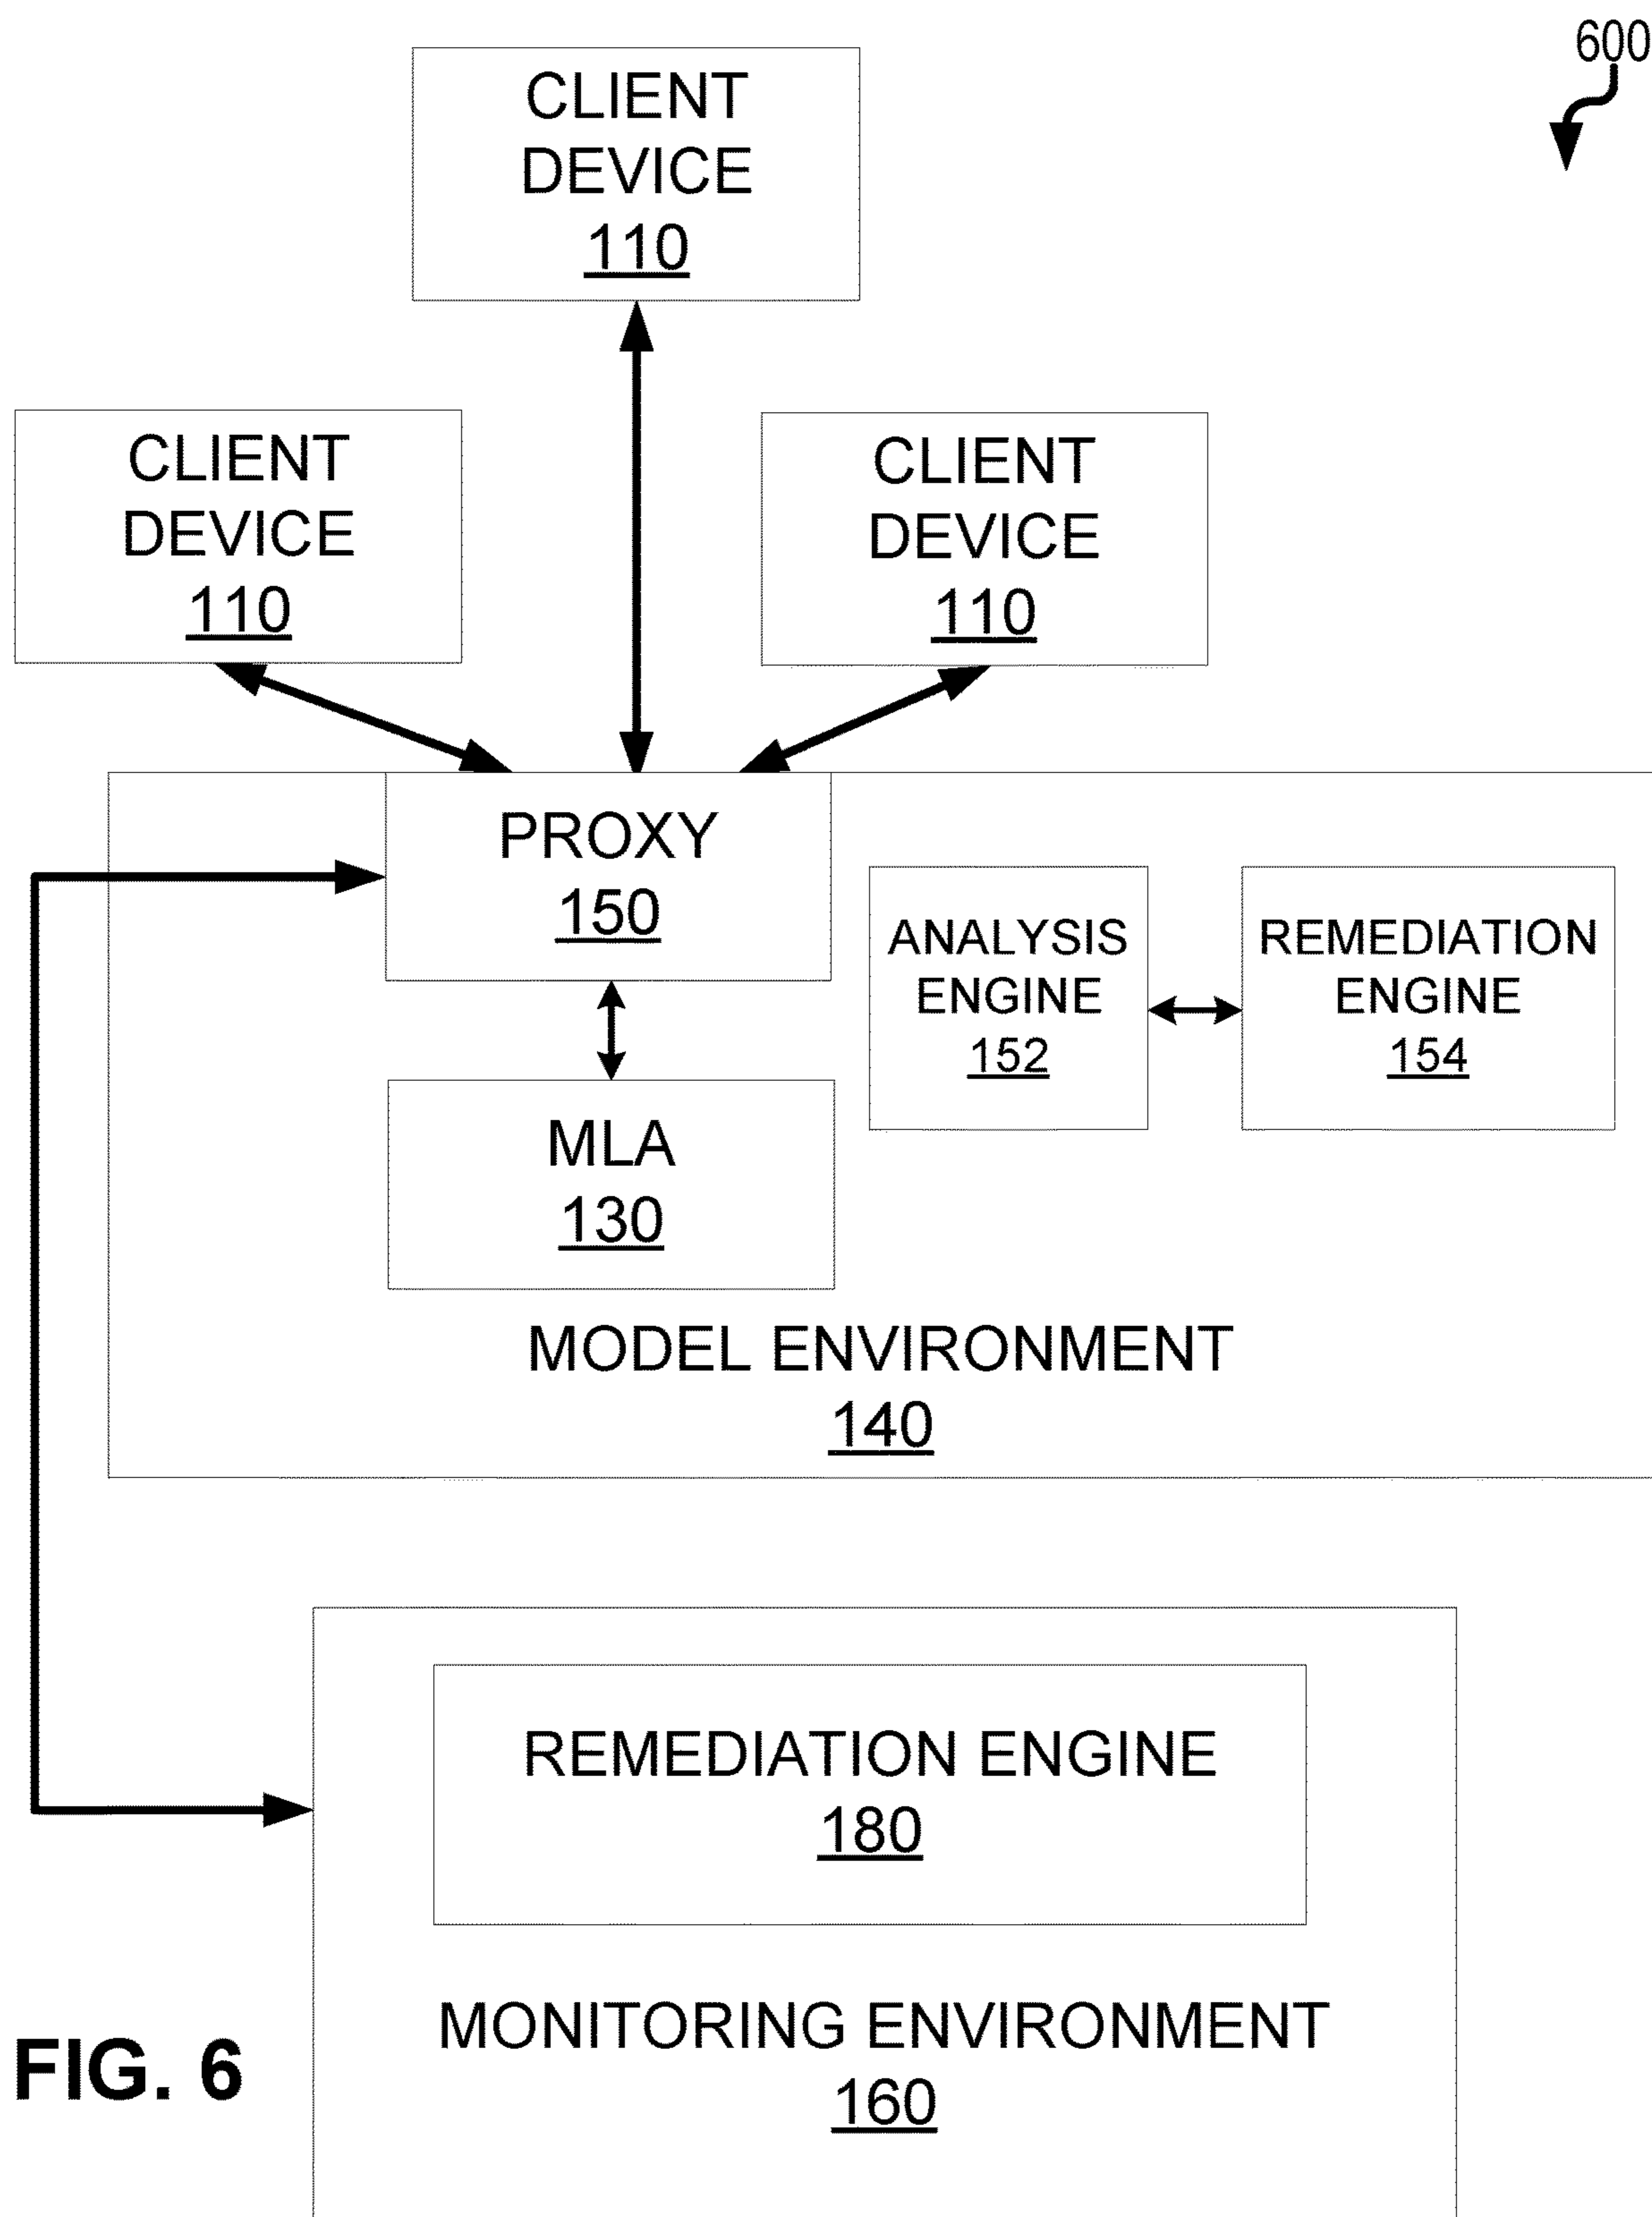 600
CLIENT
DEVICE
110
CLIENT
DEVICE
110
CLIENT
DEVICE
110
PROXY
150
ANALYSIS
ENGINE
152
REMEDIATION
ENGINE
154
MLA
130
MODEL ENVIRONMENT
140
REMEDIATION ENGINE
180
MONITORING ENVIRONMENT
160
FIG. 6